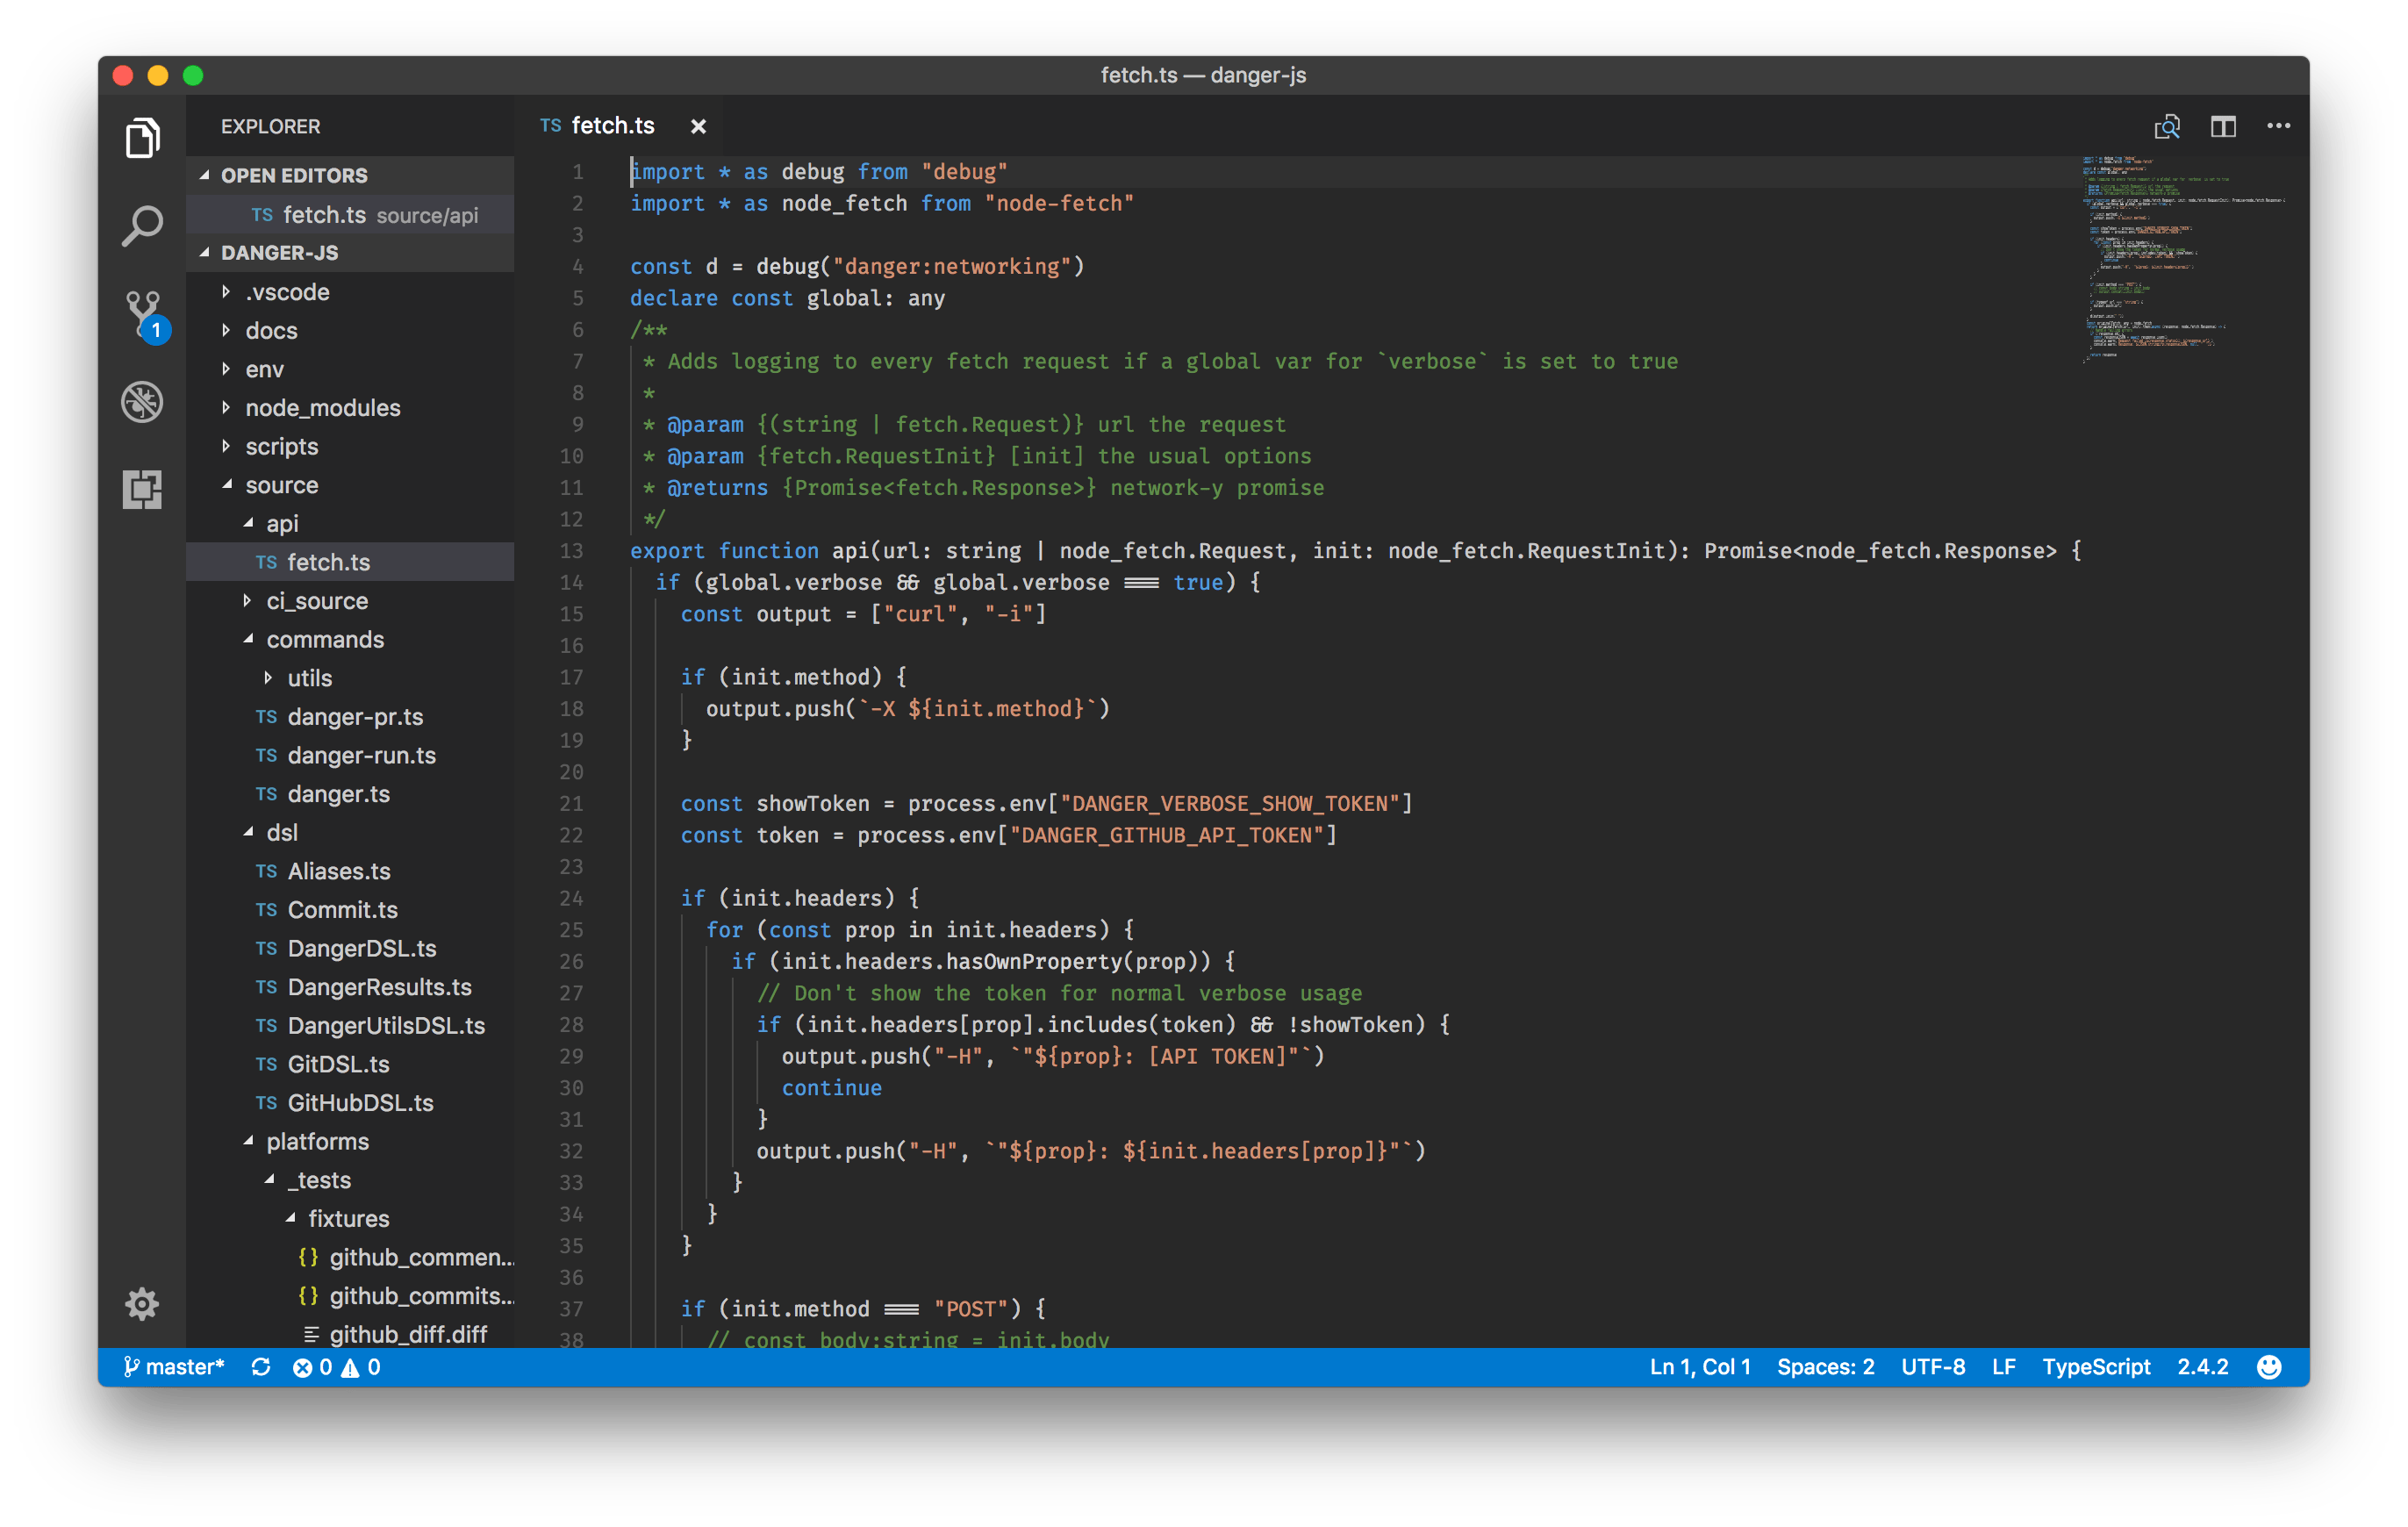 fetch.ts — danger-js
EXPLORER
OPEN EDITORS
TS fetch.ts source/api
DANGER-JS
.vscode
docs
env
node_modules
scripts
source
api
TS fetch.ts
ci_source
commands
utils
TS danger-pr.ts
TS danger-run.ts
TS danger.ts
dsl
TS Aliases.ts
TS Commit.ts
TS DangerDSL.ts
TS DangerResults.ts
TS DangerUtilsDSL.ts
TS GitDSL.ts
TS GitHubDSL.ts
platforms
_tests
fixtures
{} github_commen...
{} github_commits...
github_diff.diff
1
TS fetch.ts ×
1 import * as debug from "debug"
2 import * as node_fetch from "node-fetch"
3
4 const d = debug("danger:networking")
5 declare const global: any
6 /**
7 * Adds logging to every fetch request if a global var for `verbose` is set to true
8 *
9 * @param {(string | fetch.Request)} url the request
10 * @param {fetch.RequestInit} [init] the usual options
11 * @returns {Promise<fetch.Response>} network-y promise
12 */
13 export function api(url: string | node_fetch.Request, init: node_fetch.RequestInit): Promise<node_fetch.Response> {
14 if (global.verbose && global.verbose === true) {
15 const output = ["curl", "-i"]
16
17 if (init.method) {
18 output.push(`-X ${init.method}`)
19 }
20
21 const showToken = process.env["DANGER_VERBOSE_SHOW_TOKEN"]
22 const token = process.env["DANGER_GITHUB_API_TOKEN"]
23
24 if (init.headers) {
25 for (const prop in init.headers) {
26 if (init.headers.hasOwnProperty(prop)) {
27 // Don't show the token for normal verbose usage
28 if (init.headers[prop].includes(token) && !showToken) {
29 output.push("-H", `"${prop}: [API TOKEN]"`)
30 continue
31 }
32 output.push("-H", `"${prop}: ${init.headers[prop]}"`)
33 }
34 }
35 }
36
37 if (init.method === "POST") {
38 // const body:string = init.body
master* 0 0
Ln 1, Col 1 Spaces: 2 UTF-8 LF TypeScript 2.4.2